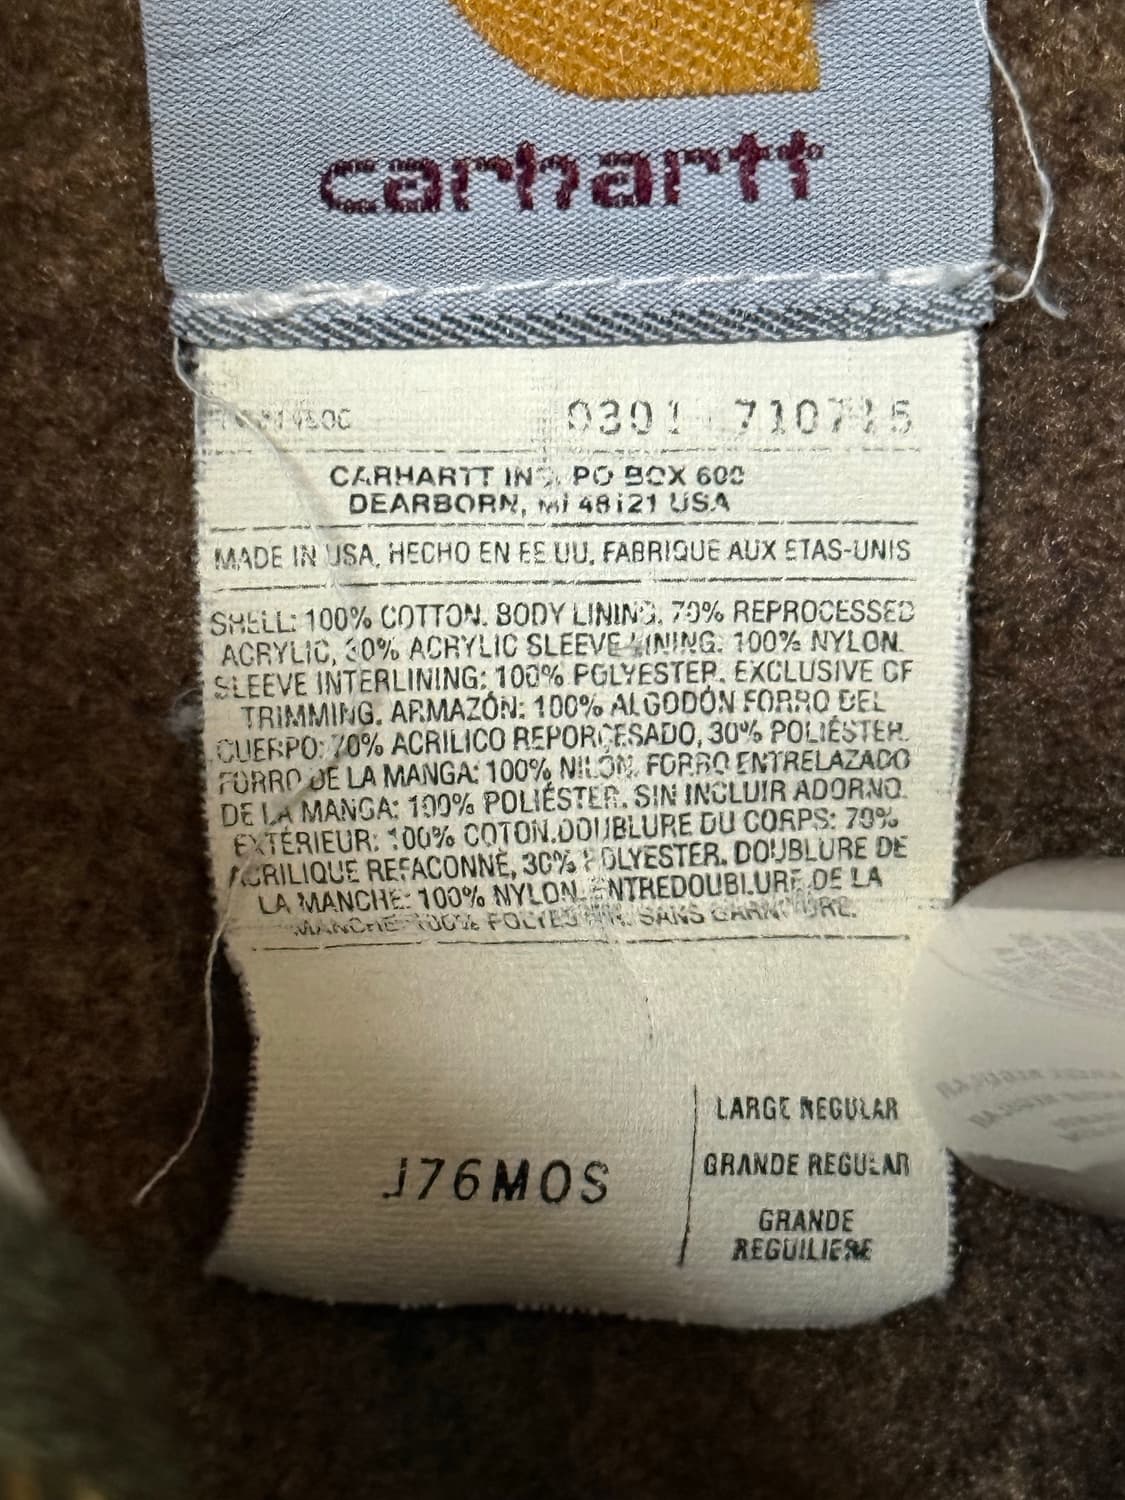 carhartt
0301 710715
CARHARTT INC. PO BOX 600
DEARBORN, MI 48121 USA
MADE IN USA, HECHO EN EE UU, FABRIQUE AUX ETAS-UNIS
SHELL: 100% COTTON. BODY LINING, 70% REPROCESSED
ACRYLIC, 30% ACRYLIC SLEEVE LINING: 100% NYLON.
SLEEVE INTERLINING: 100% POLYESTER. EXCLUSIVE OF
TRIMMING. ARMAZÓN: 100% ALGODÓN FORRO DEL
CUERPO: 70% ACRILICO REPORCESADO, 30% POLIÉSTER.
FORRO DE LA MANGA: 100% NILÓN. FORRO ENTRELAZADO
DE LA MANGA: 100% POLIÉSTER. SIN INCLUIR ADORNO.
EXTÉRIEUR: 100% COTON.DOUBLURE DU CORPS: 70%
ACRILIQUE REFACONNÉ, 30% POLYESTER. DOUBLURE DE
LA MANCHE: 100% NYLON. ENTREDOUBLURE DE LA
MANCHE 100% POLYESTER. SANS GARNITURE.
J76MOS
LARGE REGULAR
GRANDE REGULAR
GRANDE
REGUILIERE